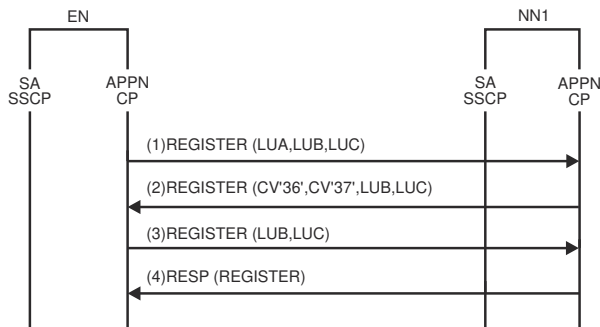 EN
NN1
SA
SSCP
APPN
CP
SA
SSCP
APPN
CP
(1)REGISTER (LUA,LUB,LUC)
(2)REGISTER (CV'36',CV'37',LUB,LUC)
(3)REGISTER (LUB,LUC)
(4)RESP (REGISTER)